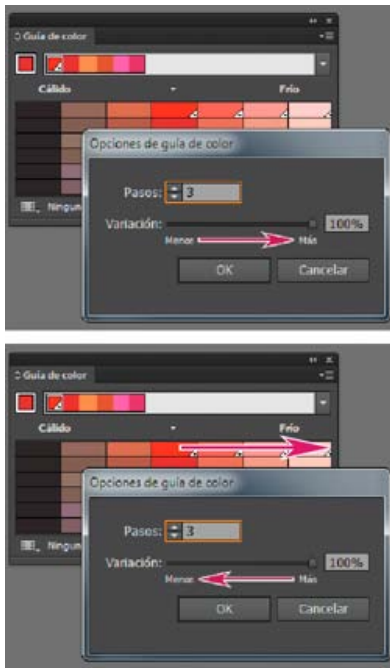 Guía de color
Cálido Frío
Opciones de guía de color
Pasos: 3
Variación: 100%
Menos Más
OK Cancelar
Guía de color
Cálido Frío
Opciones de guía de color
Pasos: 3
Variación: 100%
Menos Más
OK Cancelar